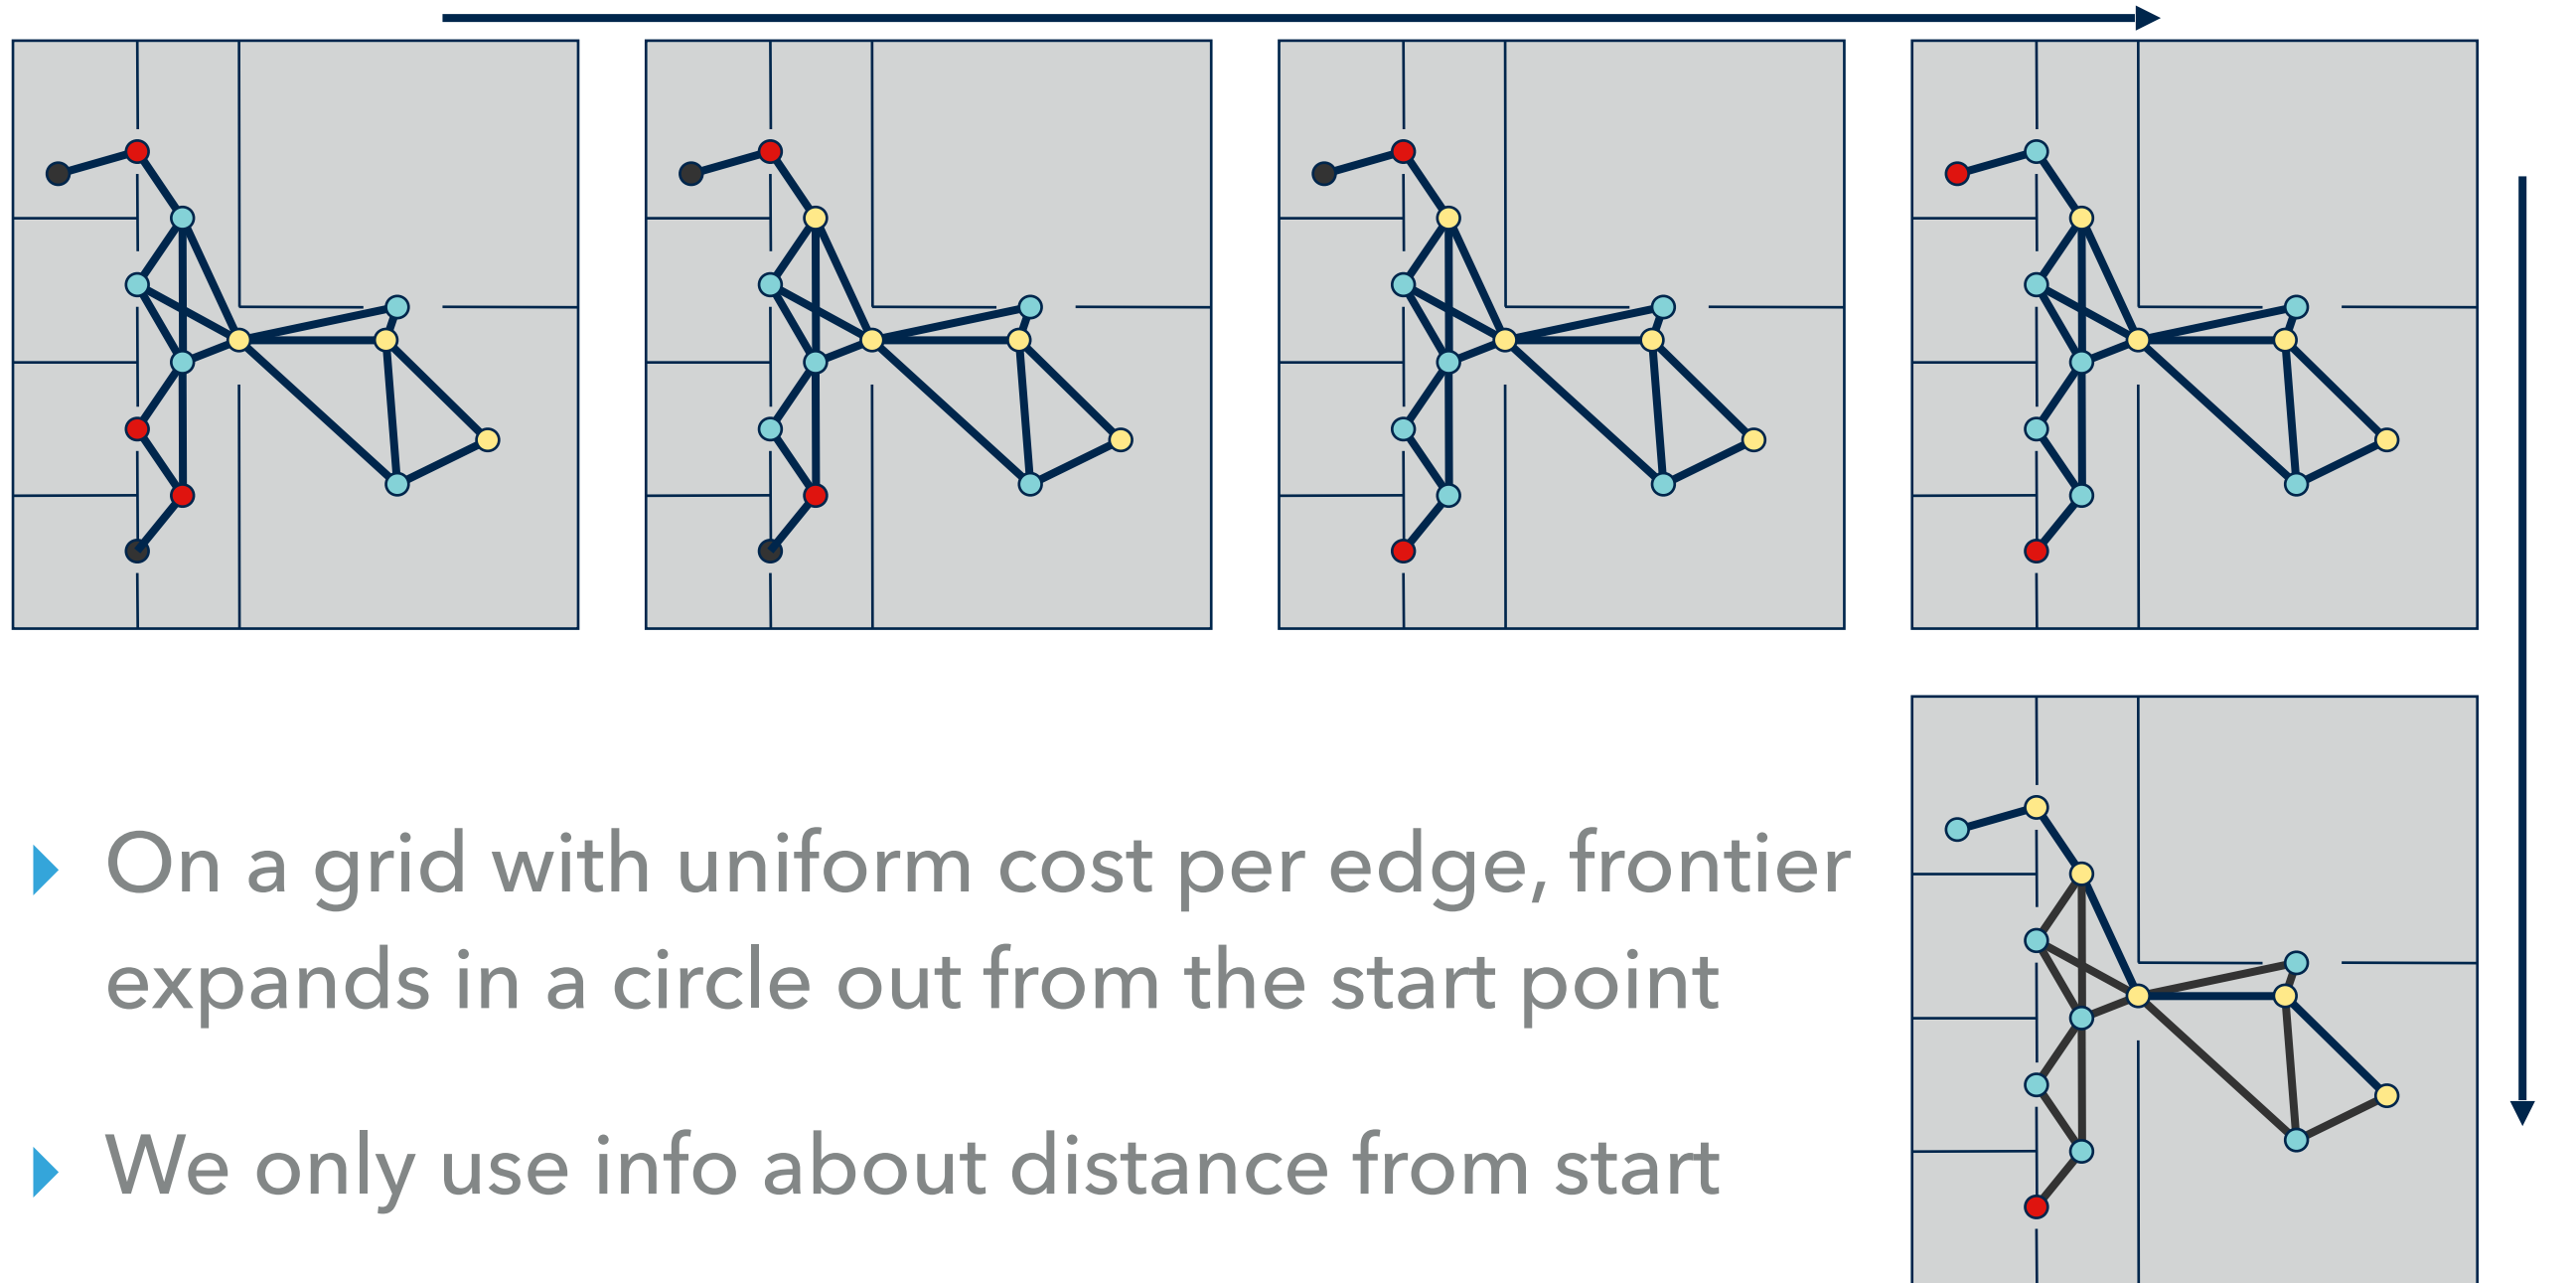 On a grid with uniform cost per edge, frontier
expands in a circle out from the start point
We only use info about distance from start